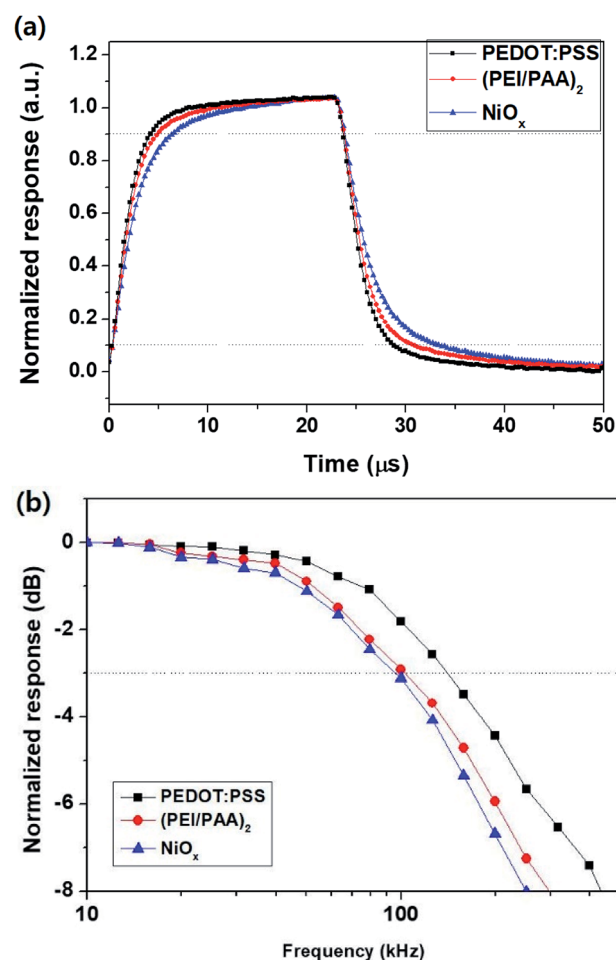 (a)
Normalized response (a.u.)
1.2
1.0
0.8
0.6
0.4
0.2
0.0
PEDOT:PSS
(PEI/PAA)₂
NiOₓ
0 10 20 30 40 50
Time (μs)
(b)
Normalized response (dB)
0
-2
-4
-6
-8
PEDOT:PSS
(PEI/PAA)₂
NiOₓ
10 100
Frequency (kHz)